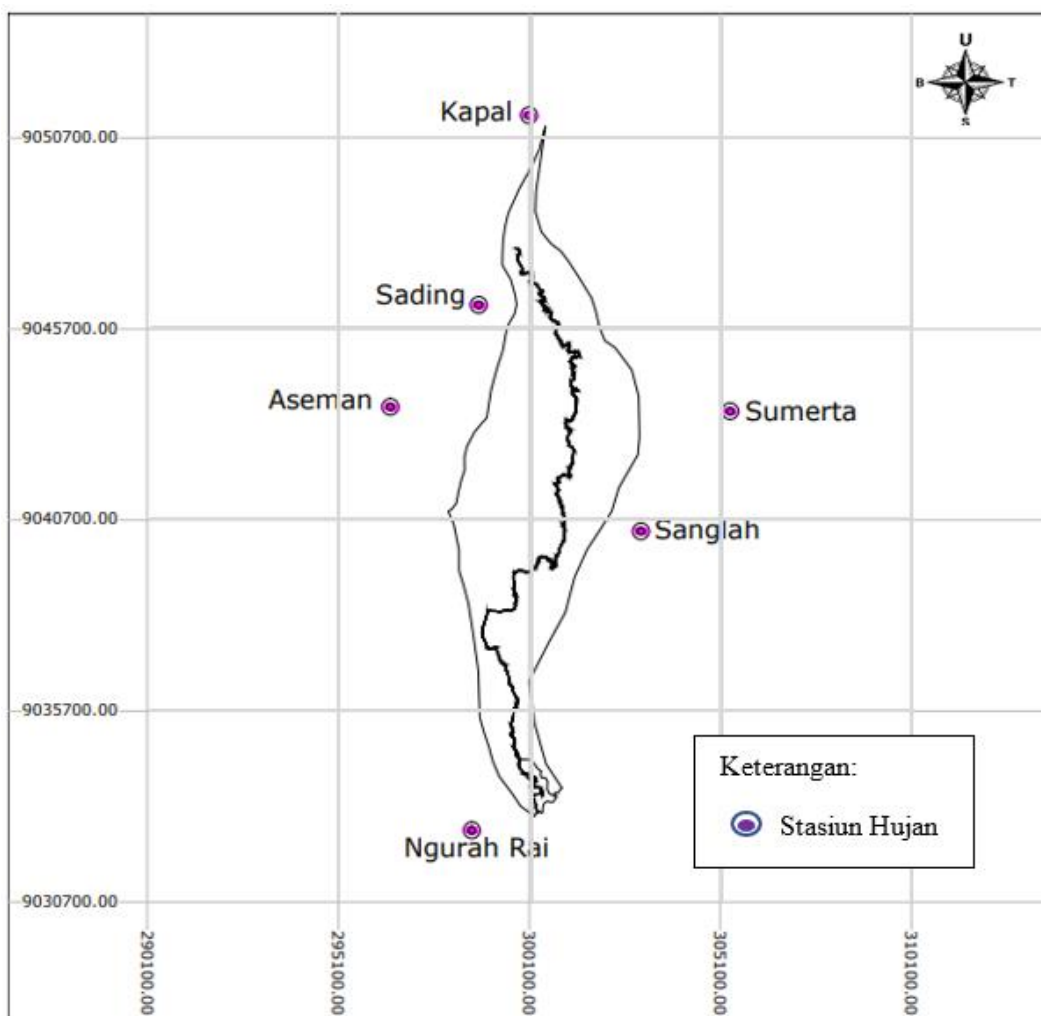 U
B
T
S
Kapal
9050700.00
Sading
9045700.00
Aseman
Sumerta
9040700.00
Sanglah
9035700.00
Keterangan:
Stasiun Hujan
Ngurah Rai
9030700.00
290100.00
295100.00
300100.00
305100.00
310100.00